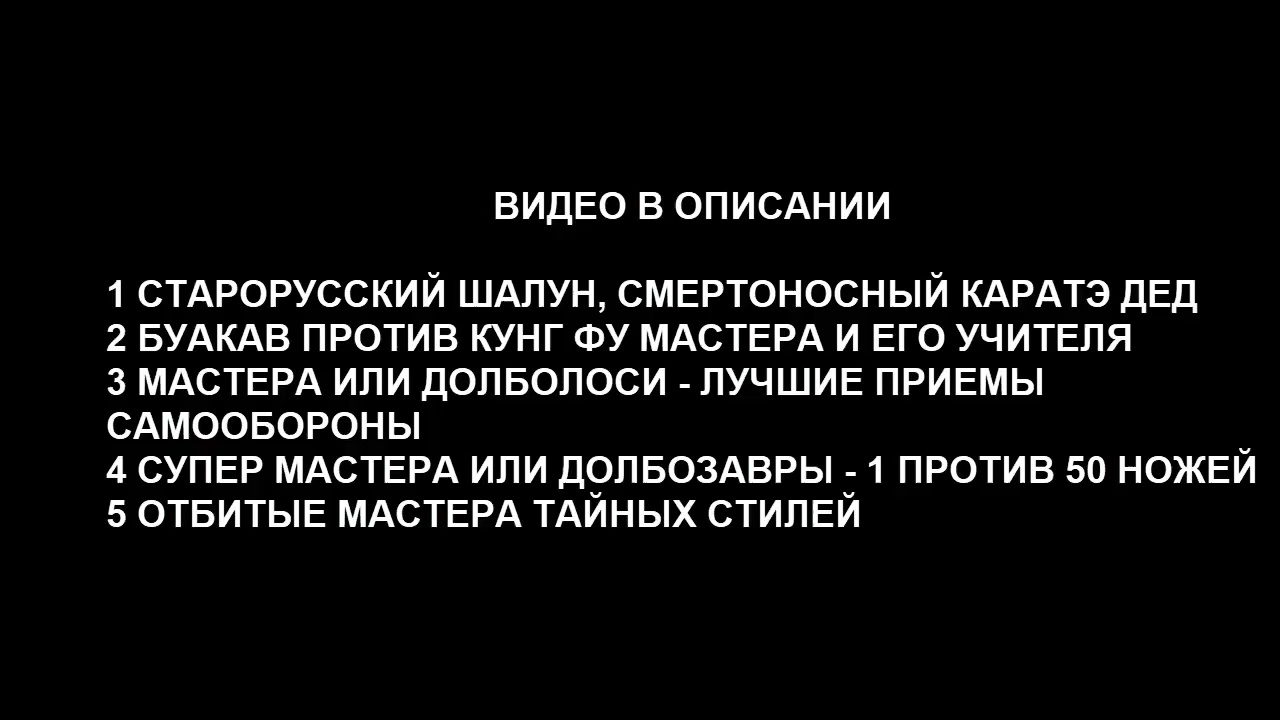 ВИДЕО В ОПИСАНИИ
1 СТАРОРУССКИЙ ШАЛУН, СМЕРТОНОСНЫЙ КАРАТЭ ДЕД
2 БУАКАВ ПРОТИВ КУНГ ФУ МАСТЕРА И ЕГО УЧИТЕЛЯ
3 МАСТЕРА ИЛИ ДОЛБОЛОСИ - ЛУЧШИЕ ПРИЕМЫ
САМООБОРОНЫ
4 СУПЕР МАСТЕРА ИЛИ ДОЛБОЗАВРЫ - 1 ПРОТИВ 50 НОЖЕЙ
5 ОТБИТЫЕ МАСТЕРА ТАЙНЫХ СТИЛЕЙ